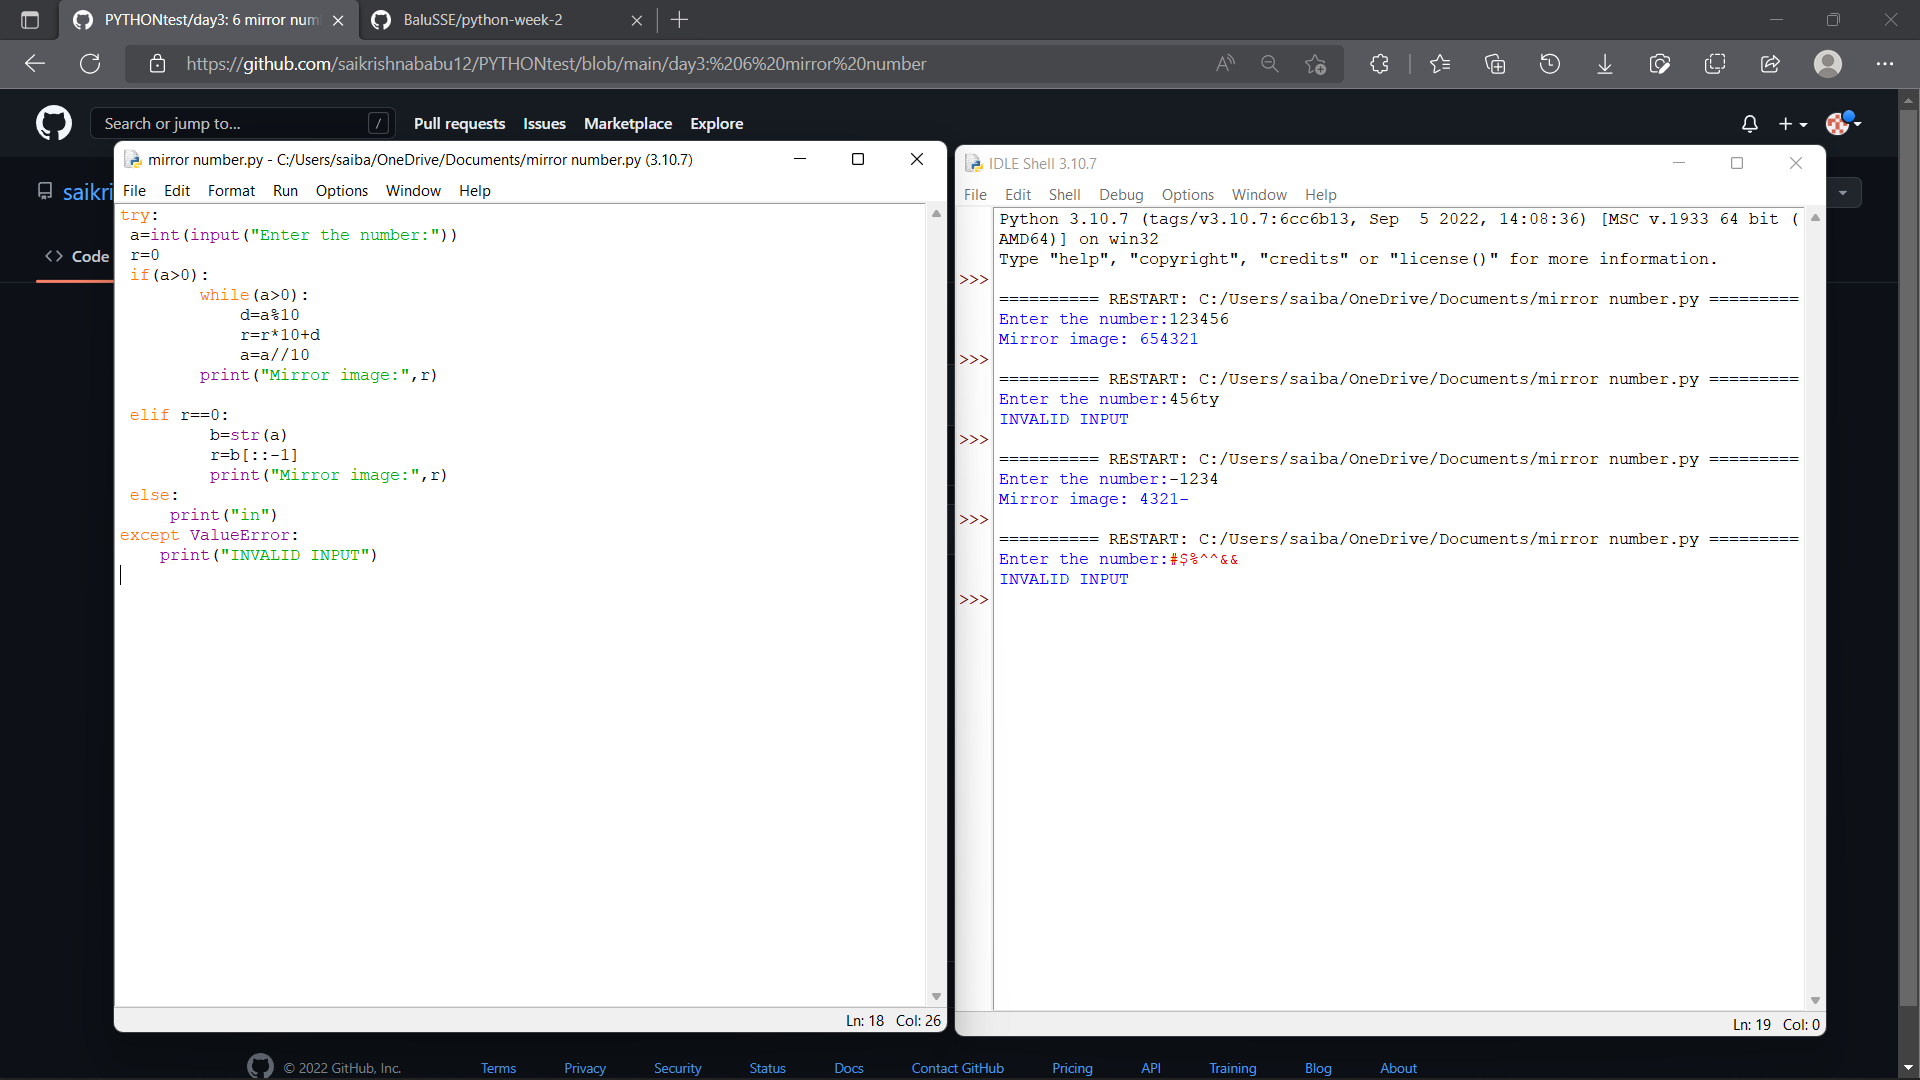 PYTHONtest/day3: 6 mirror num
BaluSSE/python-week-2
https://github.com/saikrishnababu12/PYTHONtest/blob/main/day3:%206%20mirror%20number
Search or jump to... /
Pull requests Issues Marketplace Explore
saikri
<> Code
mirror number.py - C:/Users/saiba/OneDrive/Documents/mirror number.py (3.10.7)
File Edit Format Run Options Window Help
try:
 a=int(input("Enter the number:"))
 r=0
 if(a>0):
        while(a>0):
            d=a%10
            r=r*10+d
            a=a//10
        print("Mirror image:",r)
 elif r==0:
         b=str(a)
         r=b[::-1]
         print("Mirror image:",r)
 else:
     print("in")
except ValueError:
    print("INVALID INPUT")
Ln: 18 Col: 26
IDLE Shell 3.10.7
File Edit Shell Debug Options Window Help
Python 3.10.7 (tags/v3.10.7:6cc6b13, Sep  5 2022, 14:08:36) [MSC v.1933 64 bit (
AMD64)] on win32
Type "help", "copyright", "credits" or "license()" for more information.
>>>
========== RESTART: C:/Users/saiba/OneDrive/Documents/mirror number.py =========
Enter the number:123456
Mirror image: 654321
>>>
========== RESTART: C:/Users/saiba/OneDrive/Documents/mirror number.py =========
Enter the number:456ty
INVALID INPUT
>>>
========== RESTART: C:/Users/saiba/OneDrive/Documents/mirror number.py =========
Enter the number:-1234
Mirror image: 4321-
>>>
========== RESTART: C:/Users/saiba/OneDrive/Documents/mirror number.py =========
Enter the number:#$%^^&&
INVALID INPUT
>>>
Ln: 19 Col: 0
© 2022 GitHub, Inc. Terms Privacy Security Status Docs Contact GitHub Pricing API Training Blog About